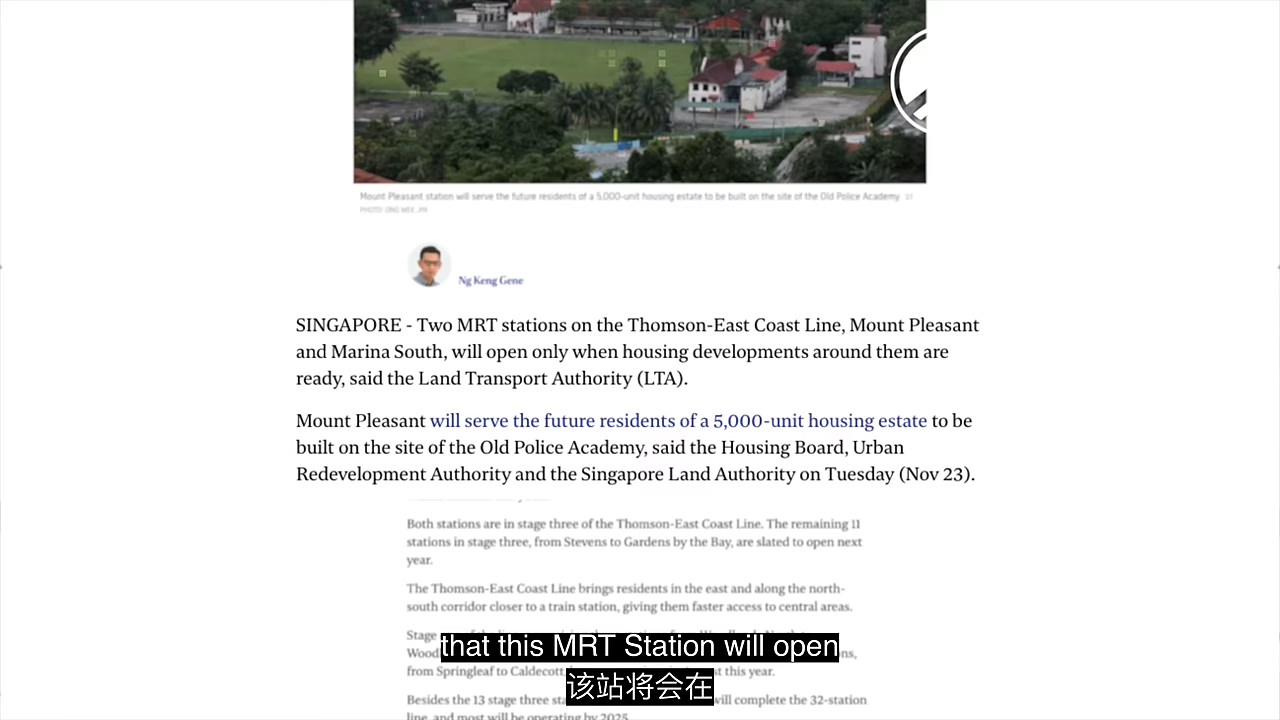 Mount Pleasant station will serve the future residents of a 5,000-unit housing estate to be built on the site of the Old Police Academy ST
PHOTO: ONG WEE JIN
Ng Keng Gene
SINGAPORE - Two MRT stations on the Thomson-East Coast Line, Mount Pleasant
and Marina South, will open only when housing developments around them are
ready, said the Land Transport Authority (LTA).
Mount Pleasant will serve the future residents of a 5,000-unit housing estate to be
built on the site of the Old Police Academy, said the Housing Board, Urban
Redevelopment Authority and the Singapore Land Authority on Tuesday (Nov 23).
Both stations are in stage three of the Thomson-East Coast Line. The remaining 11
stations in stage three, from Stevens to Gardens by the Bay, are slated to open next
year.
The Thomson-East Coast Line brings residents in the east and along the north-
south corridor closer to a train station, giving them faster access to central areas.
Stage
that this MRT Station will open
from Springleaf to Caldecott this year.
该站将会在
Besides the 13 stage three will complete the 32-station
line, and most will be operating by 2025